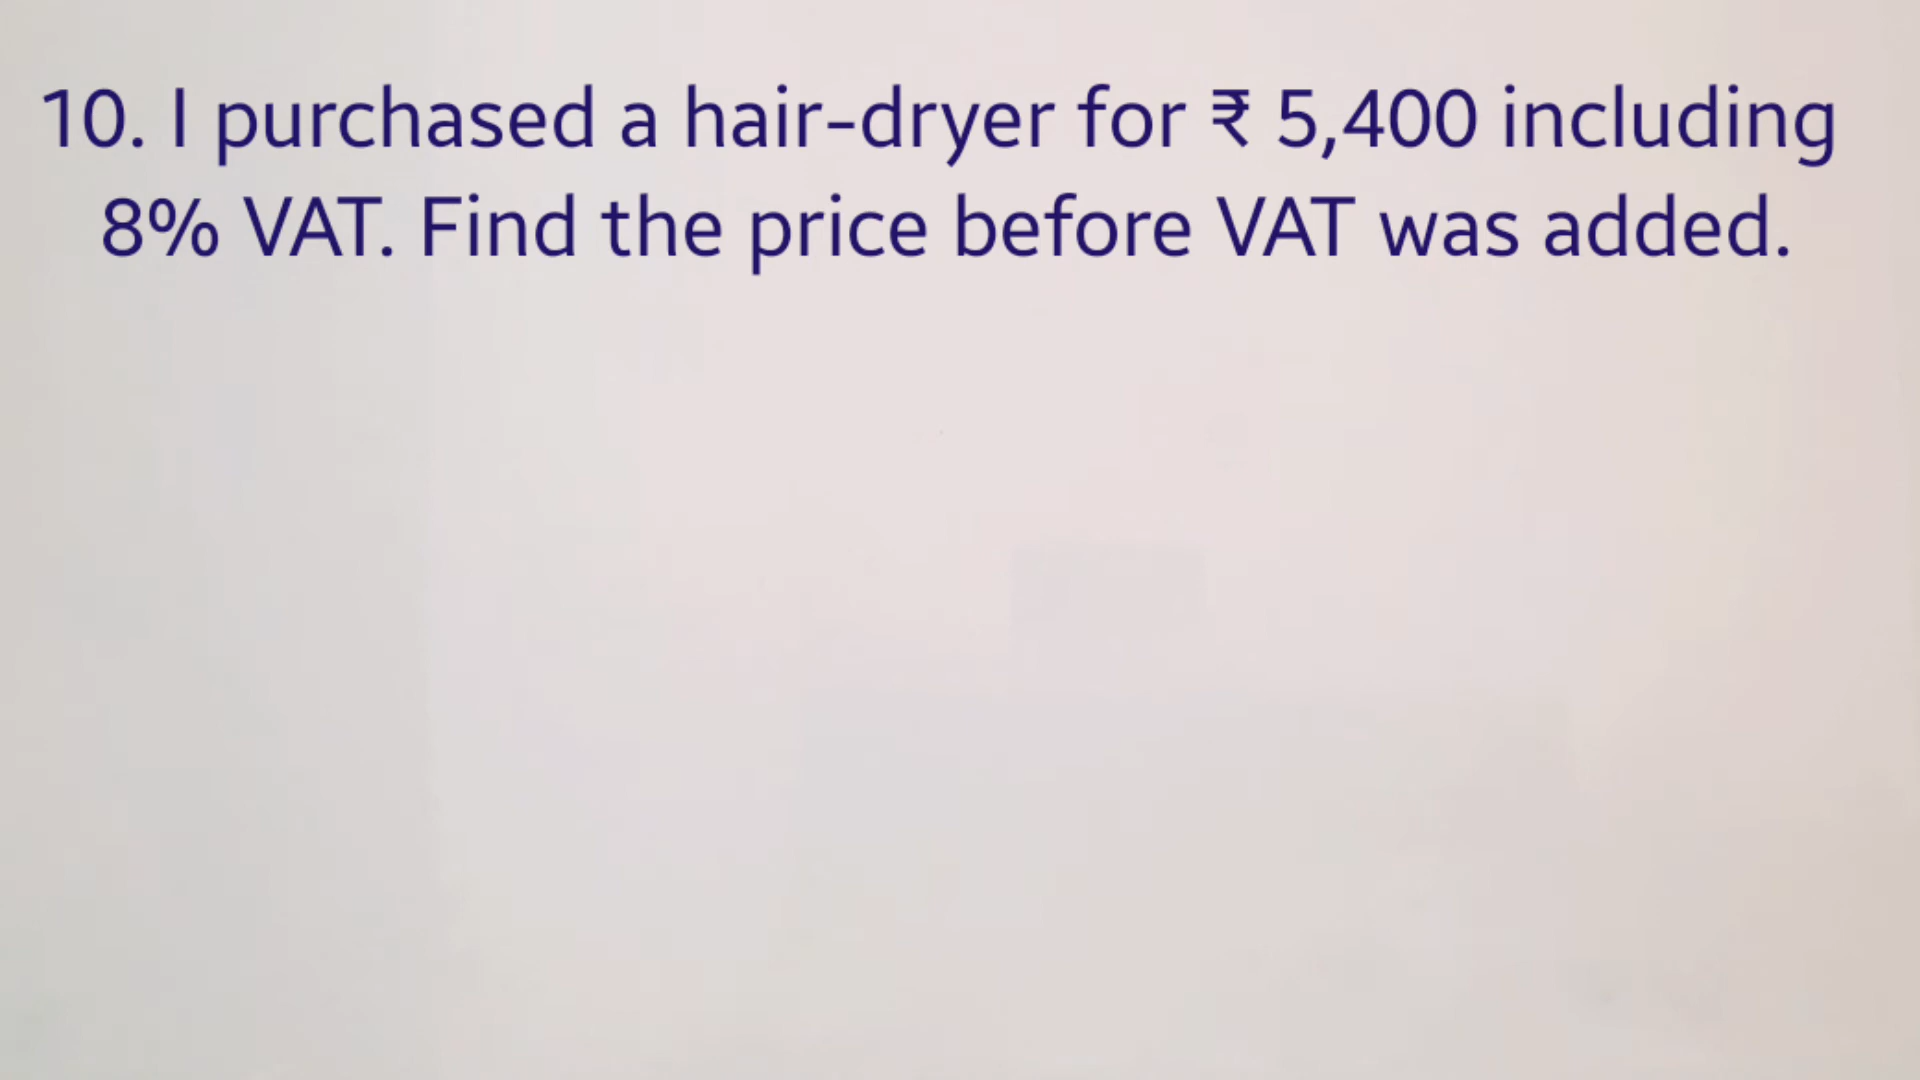 10. I purchased a hair-dryer for ₹ 5,400 including
8% VAT. Find the price before VAT was added.